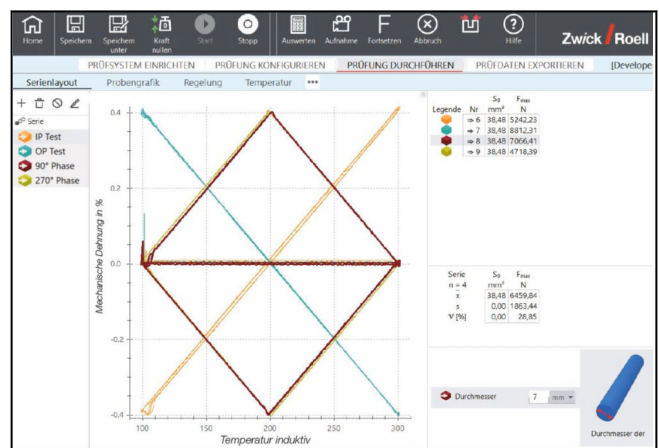 Home Speichern Speichern unter Kraft nullen Start Stopp Auswerten Aufnahme Fortsetzen Abbruch Hilfe Zwick Roell
PRÜFSYSTEM EINRICHTEN PRÜFUNG KONFIGURIEREN PRÜFUNG DURCHFÜHREN PRÜFDATEN EXPORTIEREN [Develope
Serienlayout Probengrafik Regelung Temperatur •••
Serie
IP Test
OP Test
90° Phase
270° Phase
Mechanische Dehnung in %
0.4
0.2
0.0
-0.2
-0.4
100 150 200 250 300
Temperatur induktiv
S₀ Fmax
Legende Nr mm² N
6 38,48 5242,23
7 38,48 8812,31
8 38,48 7066,41
9 38,48 4718,39
Serie S₀ Fmax
n = 4 mm² N
x̄ 38,48 6459,84
s 0,00 1863,44
ν [%] 0,00 28,85
Durchmesser 7 mm
Durchmesser der